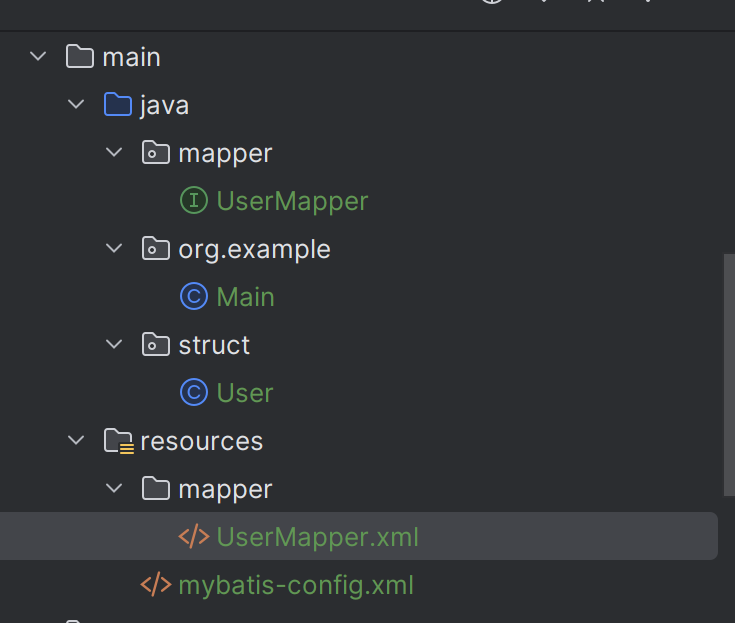 main
java
mapper
UserMapper
org.example
Main
struct
User
resources
mapper
UserMapper.xml
mybatis-config.xml